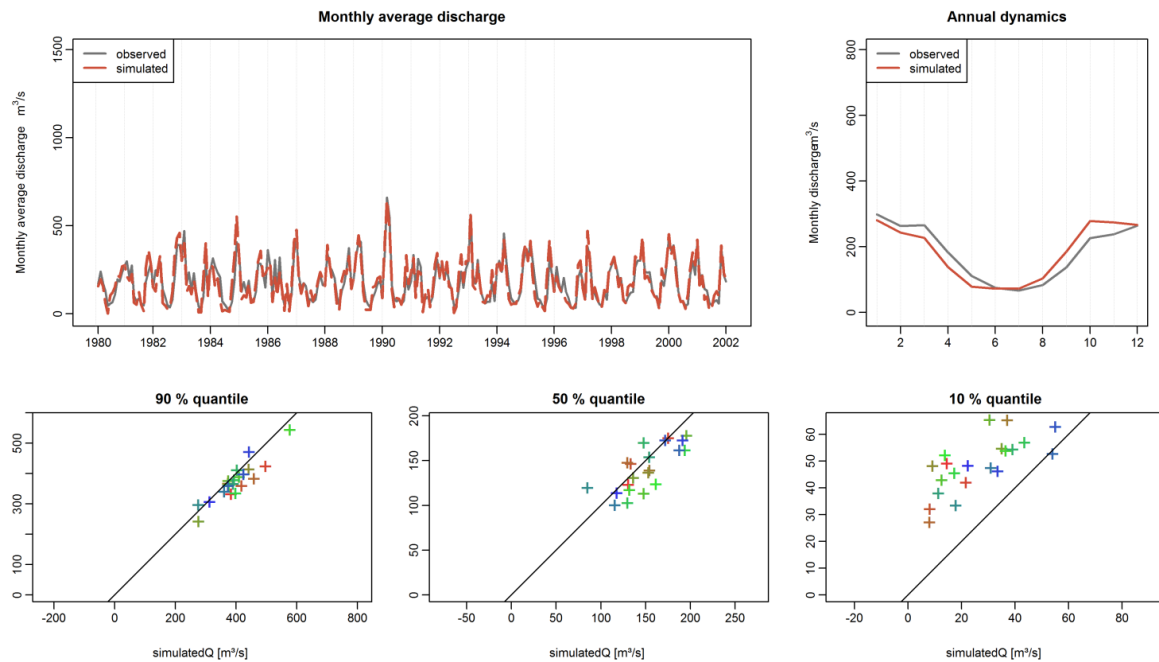 Monthly average discharge
observed
simulated
Monthly average discharge m³/s
0 500 1000 1500
1980 1982 1984 1986 1988 1990 1992 1994 1996 1998 2000 2002
Annual dynamics
observed
simulated
Monthly dischargem³/s
0 200 400 600 800
2 4 6 8 10 12
90 % quantile
0 100 300 500
-200 0 200 400 600 800
simulatedQ [m³/s]
50 % quantile
0 50 100 150 200
-50 0 50 100 150 200 250
simulatedQ [m³/s]
10 % quantile
0 10 20 30 40 50 60
-20 0 20 40 60 80
simulatedQ [m³/s]